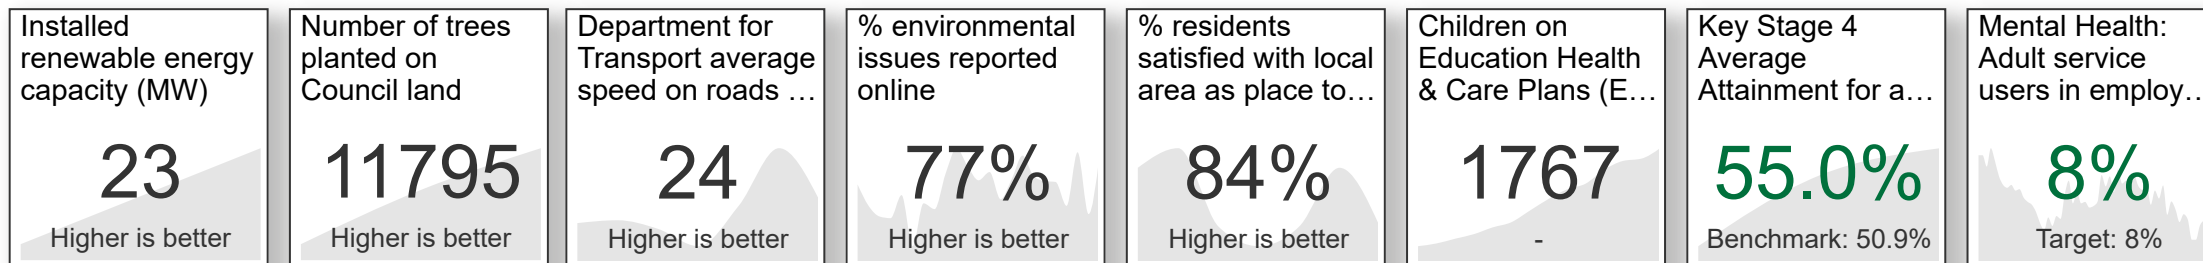 Installed
renewable energy
capacity (MW)
23
Higher is better
Number of trees
planted on
Council land
11795
Higher is better
Department for
Transport average
speed on roads ...
24
Higher is better
% environmental
issues reported
online
77%
Higher is better
% residents
satisfied with local
area as place to...
84%
Higher is better
Children on
Education Health
& Care Plans (E...
1767
-
Key Stage 4
Average
Attainment for a...
55.0%
Benchmark: 50.9%
Mental Health:
Adult service
users in employ...
8%
Target: 8%